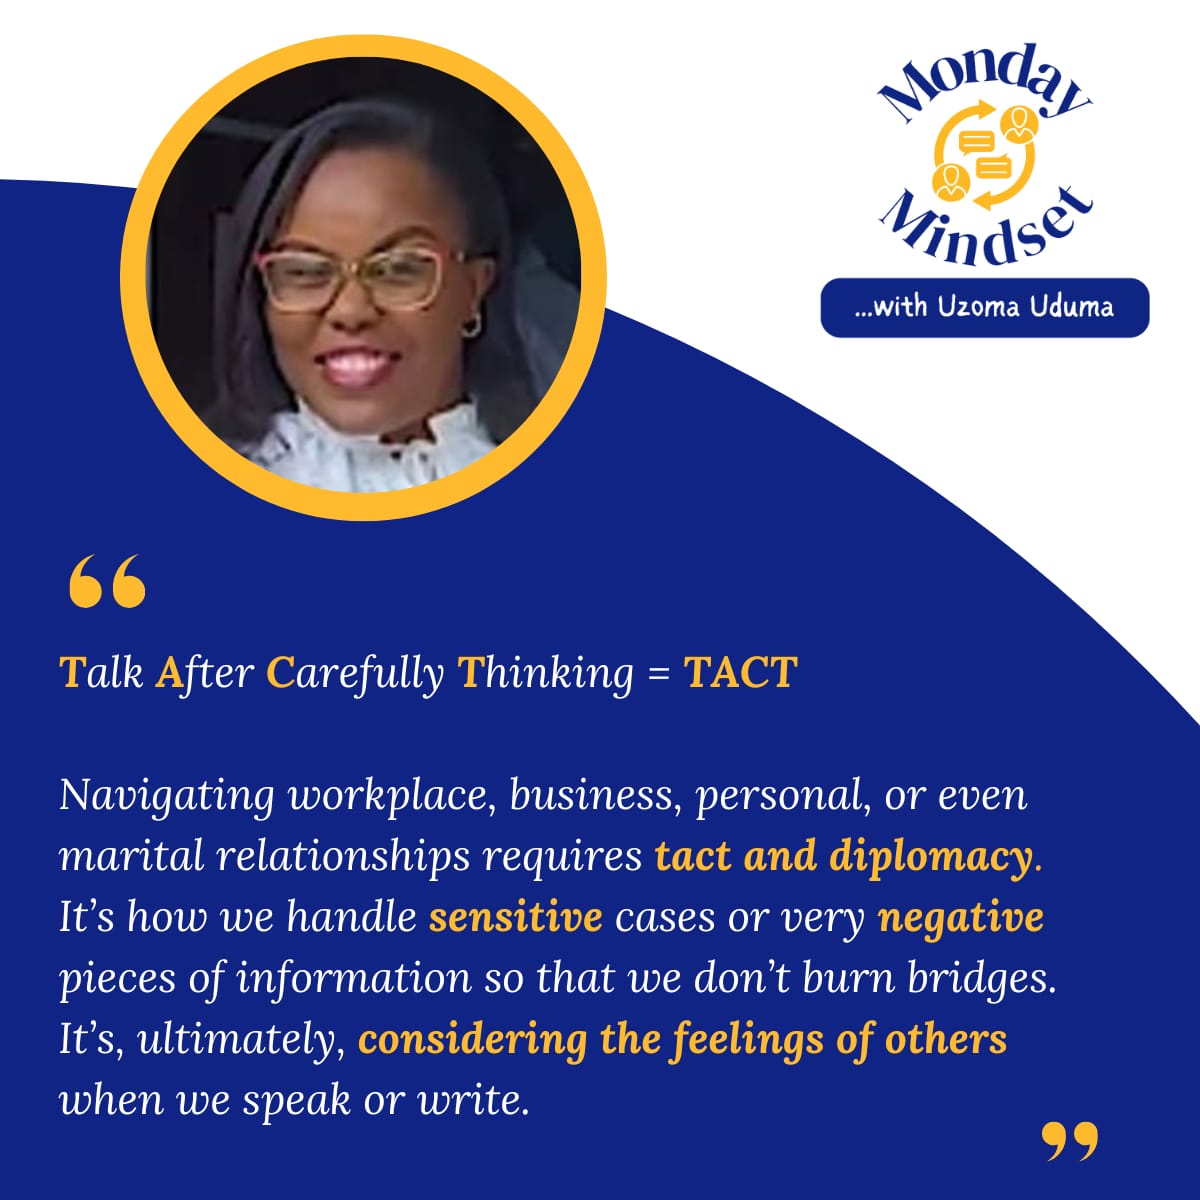 Monday
Mindset
...with Uzoma Uduma
“
Talk After Carefully Thinking = TACT
Navigating workplace, business, personal, or even
marital relationships requires tact and diplomacy.
It’s how we handle sensitive cases or very negative
pieces of information so that we don’t burn bridges.
It’s, ultimately, considering the feelings of others
when we speak or write.
”